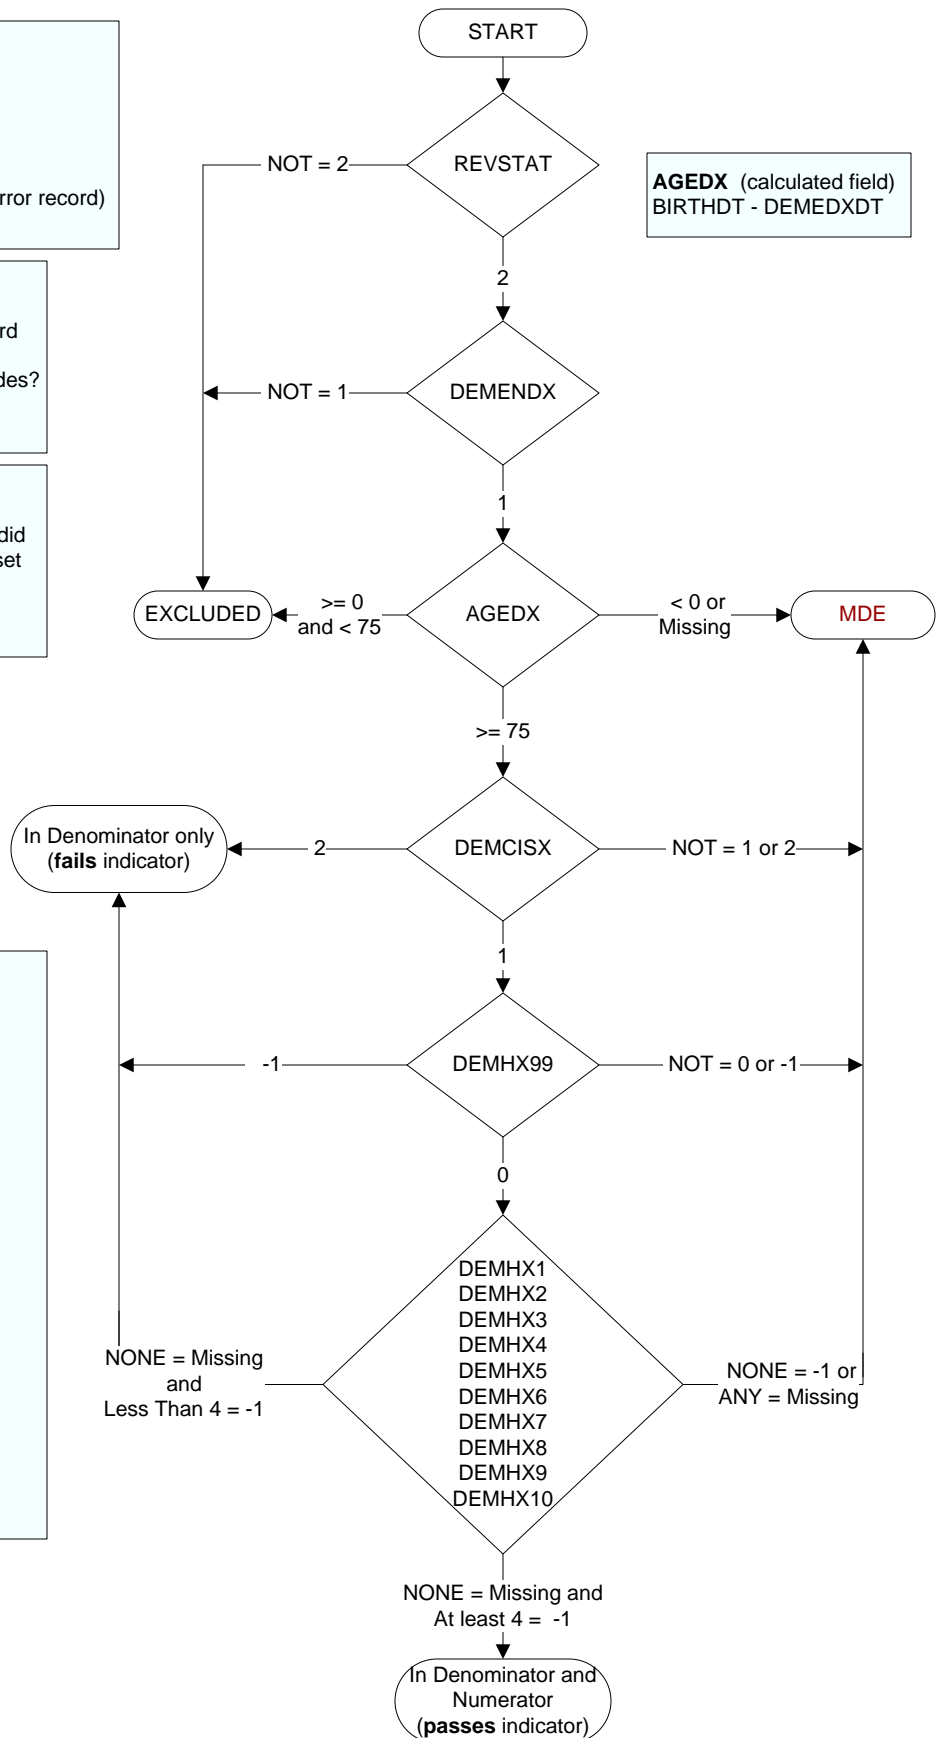 START
REVSTAT
NOT = 2
AGEDX (calculated field)
BIRTHDT - DEMEDXDT
rror record)
2
rd
des?
NOT = 1
DEMENDX
1
did
set
EXCLUDED
>= 0
and < 75
AGEDX
< 0 or
Missing
MDE
>= 75
In Denominator only
(fails indicator)
2
DEMCISX
NOT = 1 or 2
1
-1
DEMHX99
NOT = 0 or -1
0
DEMHX1
DEMHX2
DEMHX3
DEMHX4
DEMHX5
DEMHX6
DEMHX7
DEMHX8
DEMHX9
DEMHX10
NONE = Missing
and
Less Than 4 = -1
NONE = -1 or
ANY = Missing
NONE = Missing and
At least 4 = -1
In Denominator and
Numerator
(passes indicator)